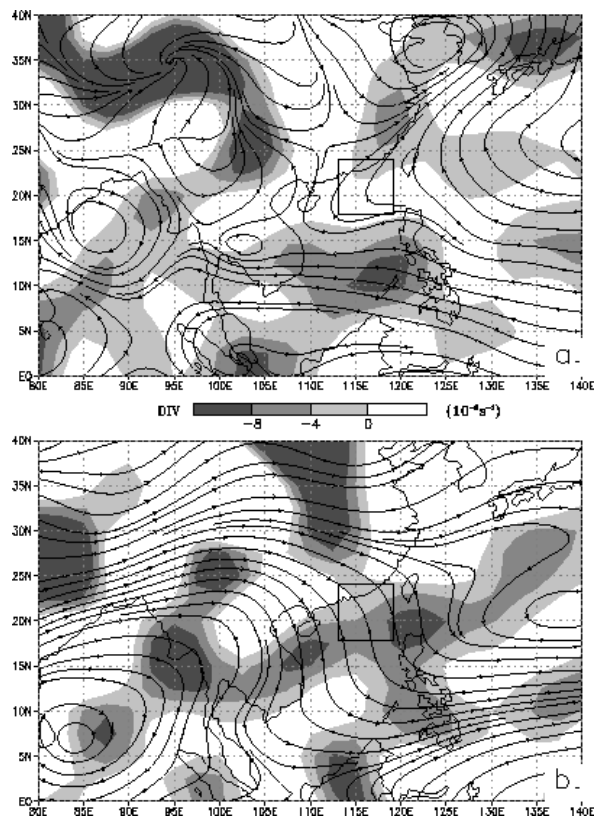 40N
35N
30N
25N
20N
15N
10N
5N
EQ
80E 85E 90E 95E 100E 105E 110E 115E 120E 125E 130E 135E 140E
a.
DIV -8 -4 0 (10⁻⁶s⁻¹)
40N
35N
30N
25N
20N
15N
10N
5N
EQ
80E 85E 90E 95E 100E 105E 110E 115E 120E 125E 130E 135E 140E
b.